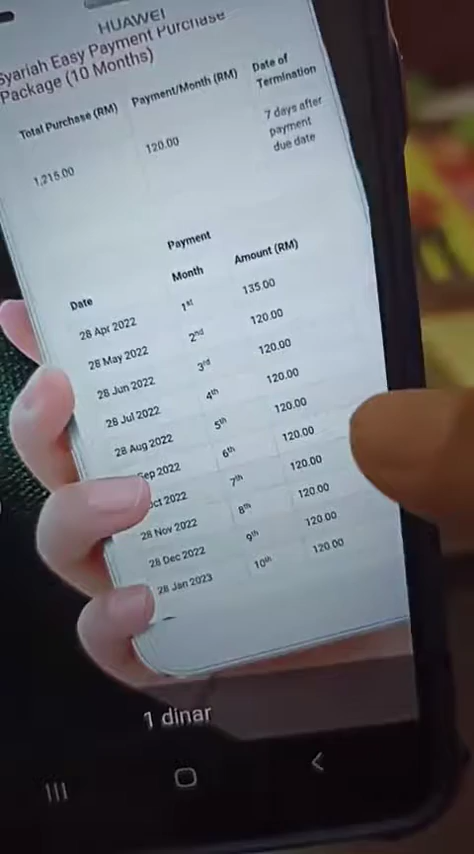 HUAWEI
Syariah Easy Payment Purchase
Package (10 Months)
Total Purchase (RM) Payment/Month (RM) Date of Termination
1,215.00 120.00 7 days after payment due date
Payment
Date Month Amount (RM)
28 Apr 2022 1st 135.00
28 May 2022 2nd 120.00
28 Jun 2022 3rd 120.00
28 Jul 2022 4th 120.00
28 Aug 2022 5th 120.00
Sep 2022 6th 120.00
Oct 2022 7th 120.00
28 Nov 2022 8th 120.00
28 Dec 2022 9th 120.00
28 Jan 2023 10th 120.00
1 dinar